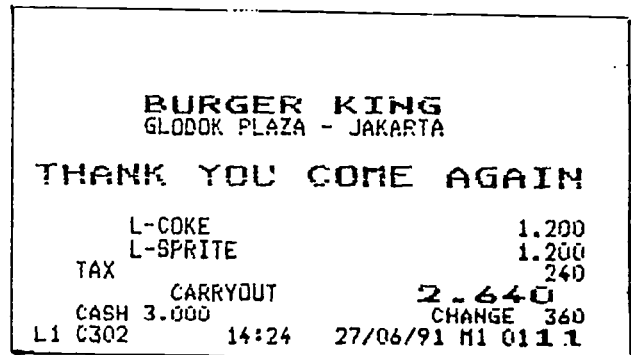 BURGER KING
GLODOK PLAZA - JAKARTA
THANK YOU COME AGAIN
L-COKE 1.200
L-SPRITE 1.200
TAX 240
CARRYOUT 2.640
CASH 3.000 CHANGE 360
L1 C302 14:24 27/06/91 M1 0111